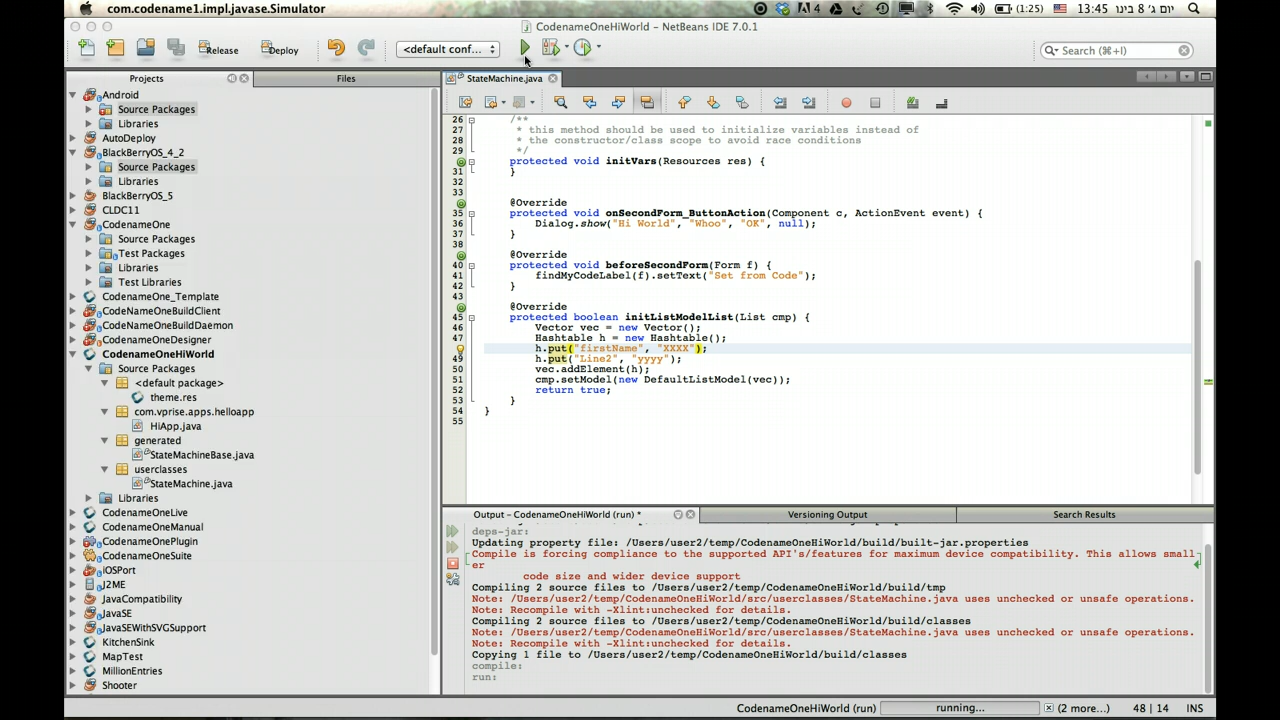 com.codename1.impl.javase.Simulator
4
(1:25)
13:45 יום ג׳ 8 בינו
CodenameOneHiWorld – NetBeans IDE 7.0.1
Release
Deploy
<default conf...
Search (⌘+I)
Projects
Files
StateMachine.java
Android
Source Packages
Libraries
AutoDeploy
BlackBerryOS_4_2
Source Packages
Libraries
BlackBerryOS_5
CLDC11
CodenameOne
Source Packages
Test Packages
Libraries
Test Libraries
CodenameOne_Template
CodeNameOneBuildClient
CodeNameOneBuildDaemon
CodenameOneDesigner
CodenameOneHiWorld
Source Packages
<default package>
theme.res
com.vprise.apps.helloapp
HiApp.java
generated
StateMachineBase.java
userclasses
StateMachine.java
Libraries
CodenameOneLive
CodenameOneManual
CodenameOnePlugin
CodenameOneSuite
iOSPort
J2ME
JavaCompatibility
JavaSE
JavaSEWithSVGSupport
KitchenSink
MapTest
MillionEntries
Shooter
26 /**
27 * this method should be used to initialize variables instead of
28 * the constructor/class scope to avoid race conditions
29 */
protected void initVars(Resources res) {
31 }
32
33
@Override
35 protected void onSecondForm_ButtonAction(Component c, ActionEvent event) {
36 Dialog.show("Hi World", "Whoo", "OK", null);
37 }
38
@Override
40 protected void beforeSecondForm(Form f) {
41 findMyCodeLabel(f).setText("Set from Code");
42 }
43
@Override
45 protected boolean initListModelList(List cmp) {
46 Vector vec = new Vector();
47 Hashtable h = new Hashtable();
h.put("firstName", "XXXX");
49 h.put("Line2", "yyyy");
50 vec.addElement(h);
51 cmp.setModel(new DefaultListModel(vec));
52 return true;
53 }
54 }
55
Output – CodenameOneHiWorld (run) *
Versioning Output
Search Results
deps-jar:
Updating property file: /Users/user2/temp/CodenameOneHiWorld/build/built-jar.properties
Compile is forcing compliance to the supported API's/features for maximum device compatibility. This allows small
er
code size and wider device support
Compiling 2 source files to /Users/user2/temp/CodenameOneHiWorld/build/tmp
Note: /Users/user2/temp/CodenameOneHiWorld/src/userclasses/StateMachine.java uses unchecked or unsafe operations.
Note: Recompile with -Xlint:unchecked for details.
Compiling 2 source files to /Users/user2/temp/CodenameOneHiWorld/build/classes
Note: /Users/user2/temp/CodenameOneHiWorld/src/userclasses/StateMachine.java uses unchecked or unsafe operations.
Note: Recompile with -Xlint:unchecked for details.
Copying 1 file to /Users/user2/temp/CodenameOneHiWorld/build/classes
compile:
run:
CodenameOneHiWorld (run)
running...
(2 more...)
48 | 14
INS